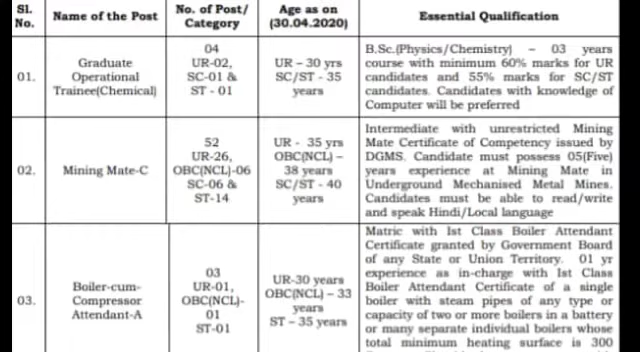 Sl. No.
Name of the Post
No. of Post/ Category
Age as on (30.04.2020)
Essential Qualification
01.
Graduate
Operational
Trainee(Chemical)
04
UR-02,
SC-01 &
ST - 01
UR – 30 yrs
SC/ST - 35
years
B.Sc.(Physics/Chemistry) – 03 years
course with minimum 60% marks for UR
candidates and 55% marks for SC/ST
candidates. Candidates with knowledge of
Computer will be preferred
02.
Mining Mate-C
52
UR-26,
OBC(NCL)-06
SC-06 &
ST-14
UR - 35 yrs
OBC(NCL) –
38 years
SC/ST - 40
years
Intermediate with unrestricted Mining
Mate Certificate of Competency issued by
DGMS. Candidate must possess 05(Five)
years experience at Mining Mate in
Underground Mechanised Metal Mines.
Candidates must be able to read/write
and speak Hindi/Local language
03.
Boiler-cum-
Compressor
Attendant-A
03
UR-01,
OBC(NCL)-
01
ST-01
UR-30 years
OBC(NCL) – 33
years
ST – 35 years
Matric with Ist Class Boiler Attendant
Certificate granted by Government Board
of any State or Union Territory. 01 yr
experience as in-charge with Ist Class
Boiler Attendant Certificate of a single
boiler with steam pipes of any type or
capacity of two or more boilers in a battery
or many separate individual boilers whose
total minimum heating surface is 300